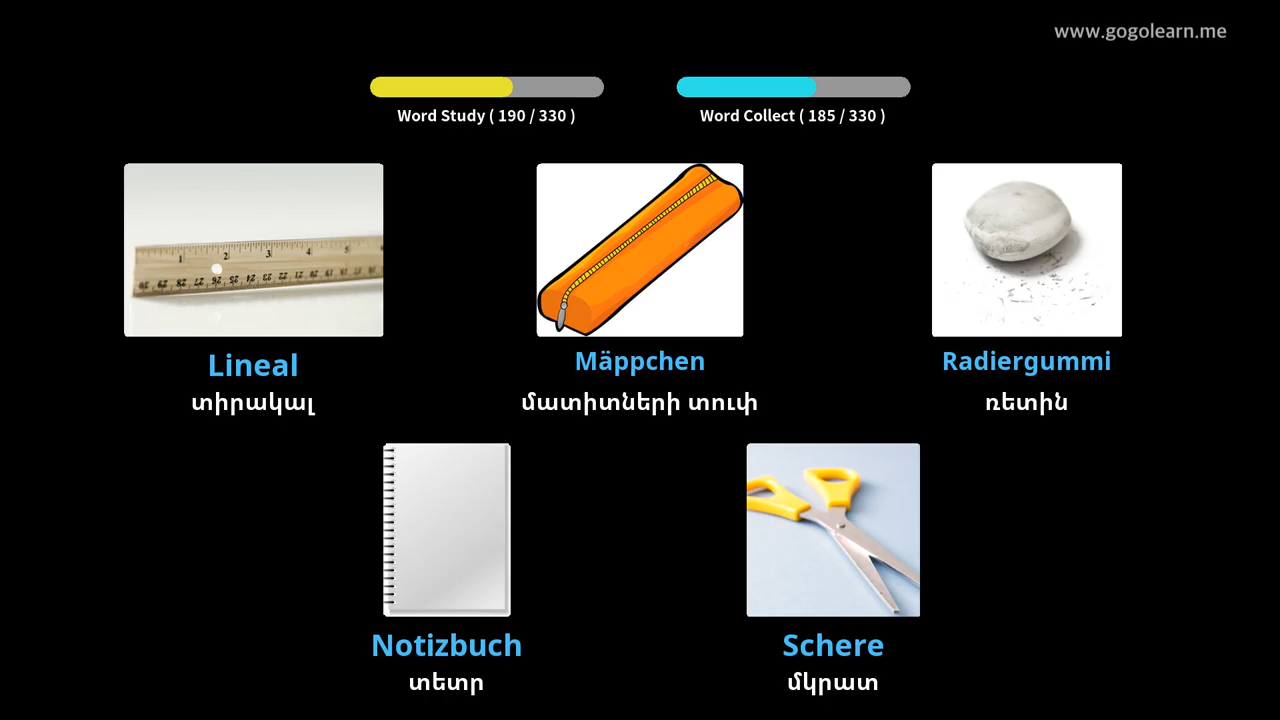 www.gogolearn.me
Word Study ( 190 / 330 )
Word Collect ( 185 / 330 )
Lineal
տիրակալ
Mäppchen
մատիտների տուփ
Radiergummi
ռետին
Notizbuch
տետր
Schere
մկրատ